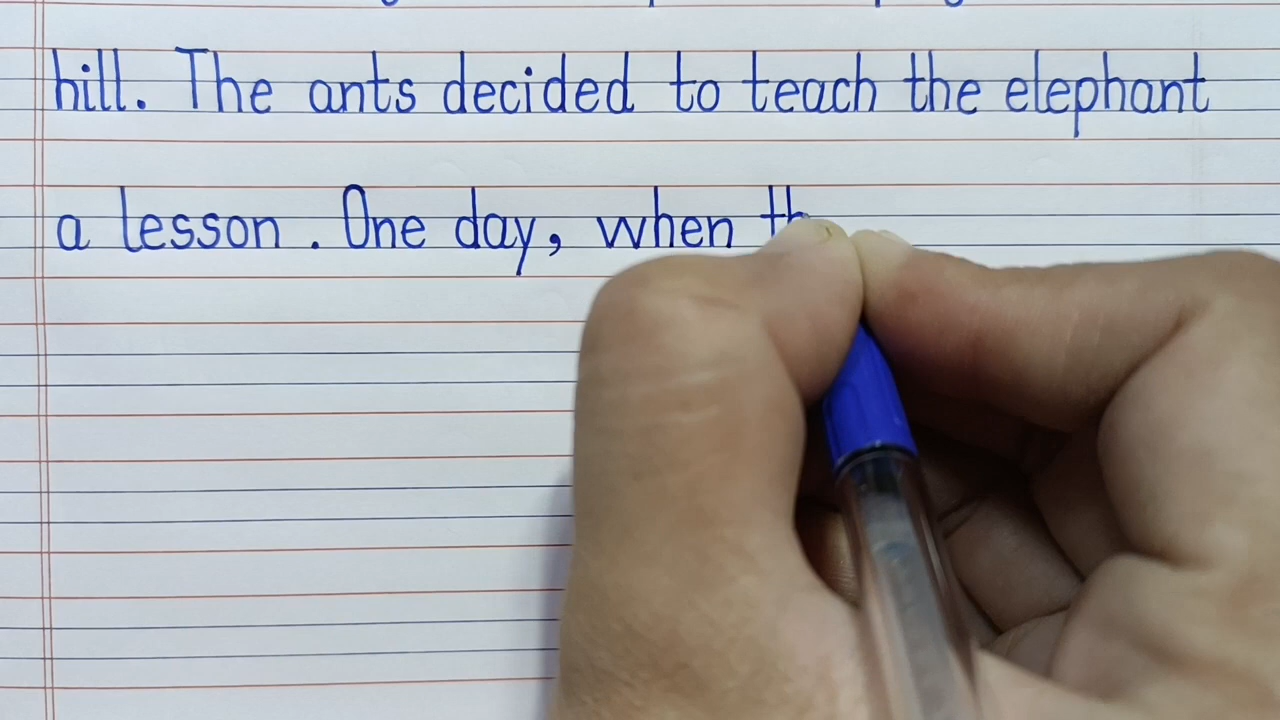 hill. The ants decided to teach the elephant
a lesson. One day, when th